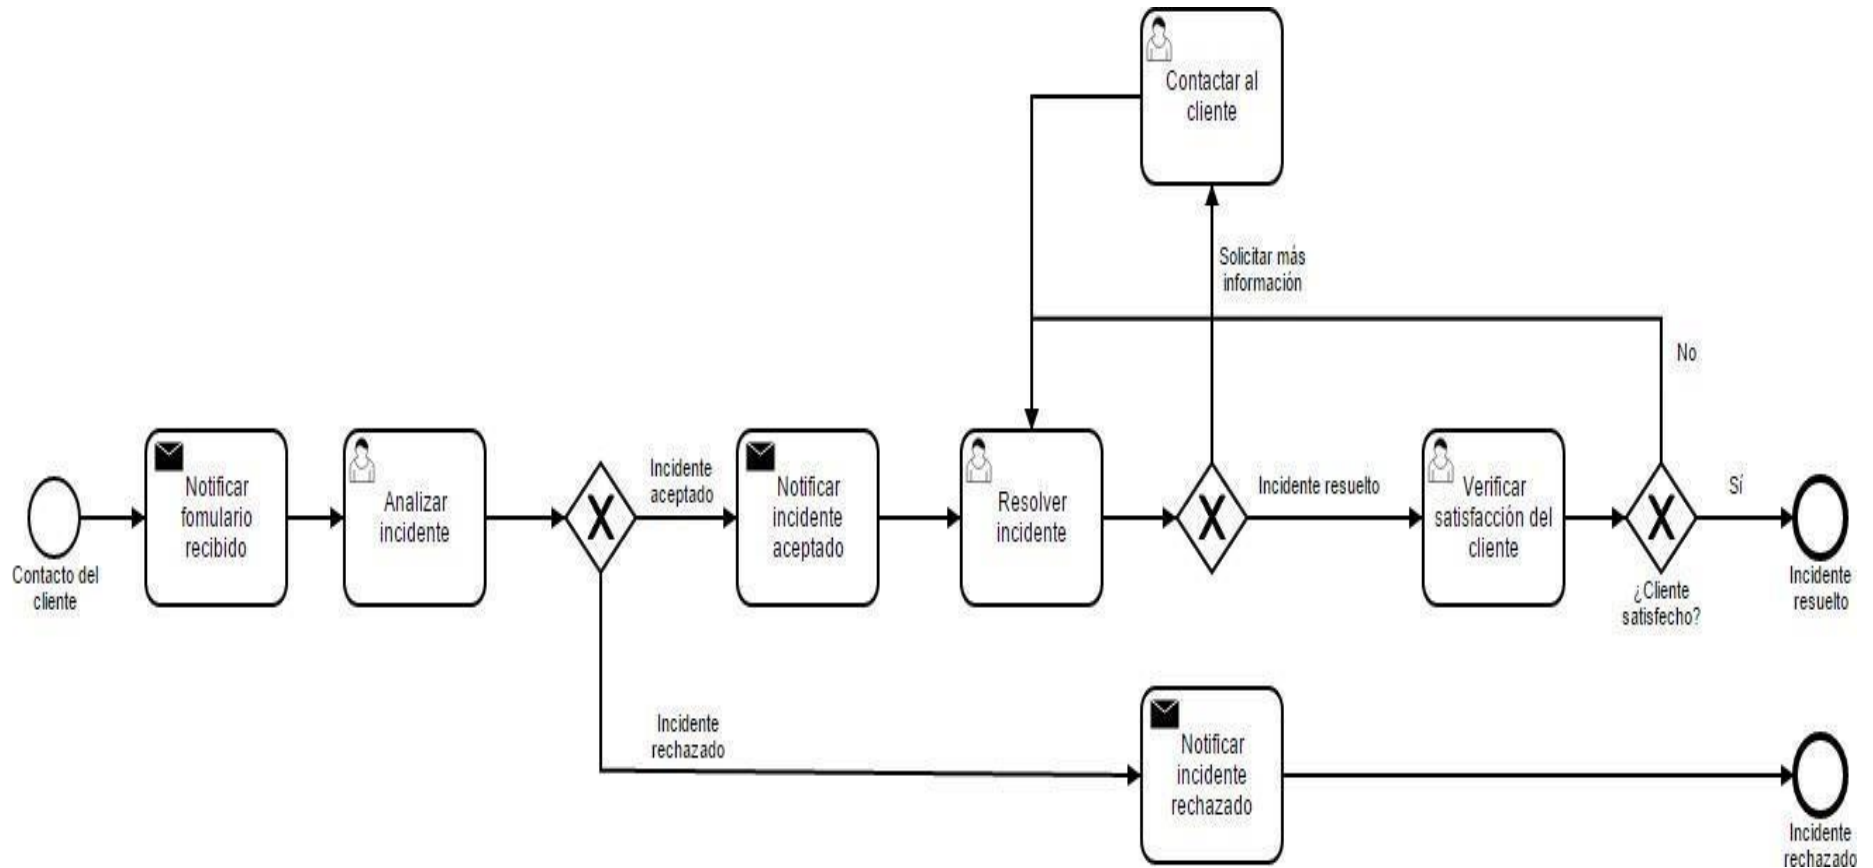 Contactar al
cliente
Solicitar más
información
No
Contacto del
cliente
Notificar
fomulario
recibido
Analizar
incidente
Incidente
aceptado
Notificar
incidente
aceptado
Resolver
incidente
Incidente resuelto
Verificar
satisfacción del
cliente
¿Cliente
satisfecho?
Sí
Incidente
resuelto
Incidente
rechazado
Notificar
incidente
rechazado
Incidente
rechazado